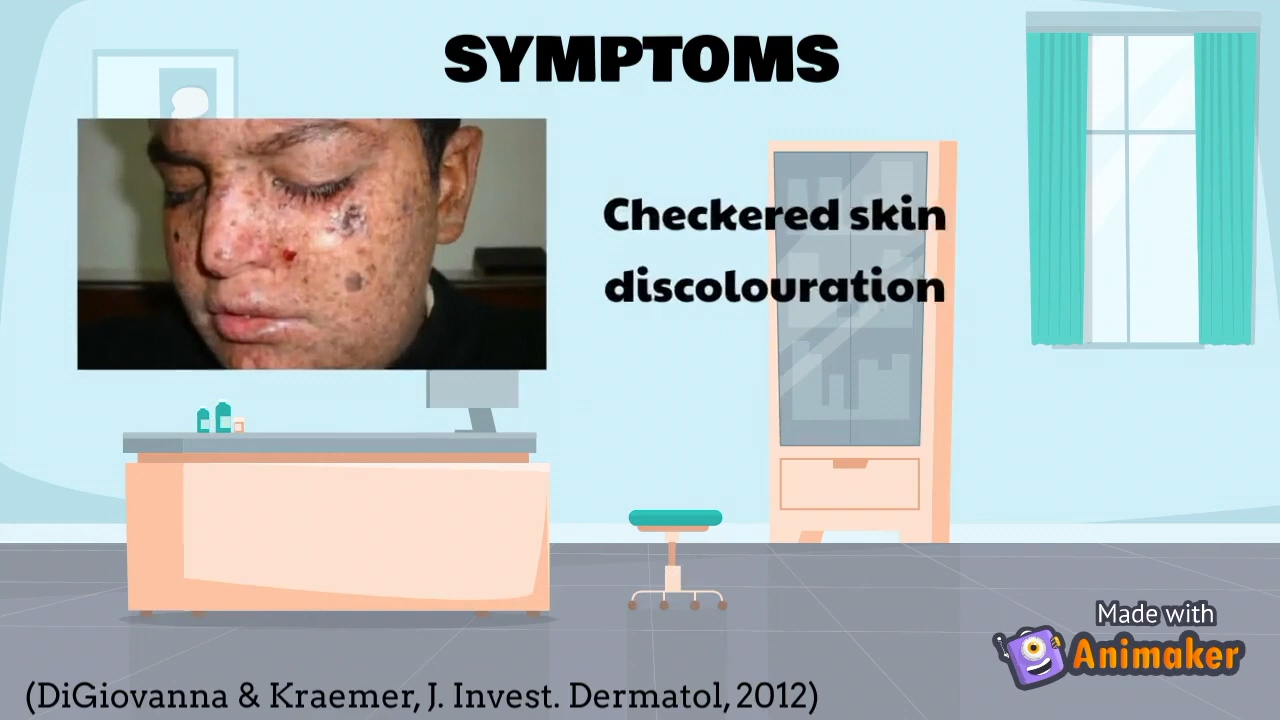 SYMPTOMS
Checkered skin
discolouration
Made with
Animaker
(DiGiovanna & Kraemer, J. Invest. Dermatol, 2012)